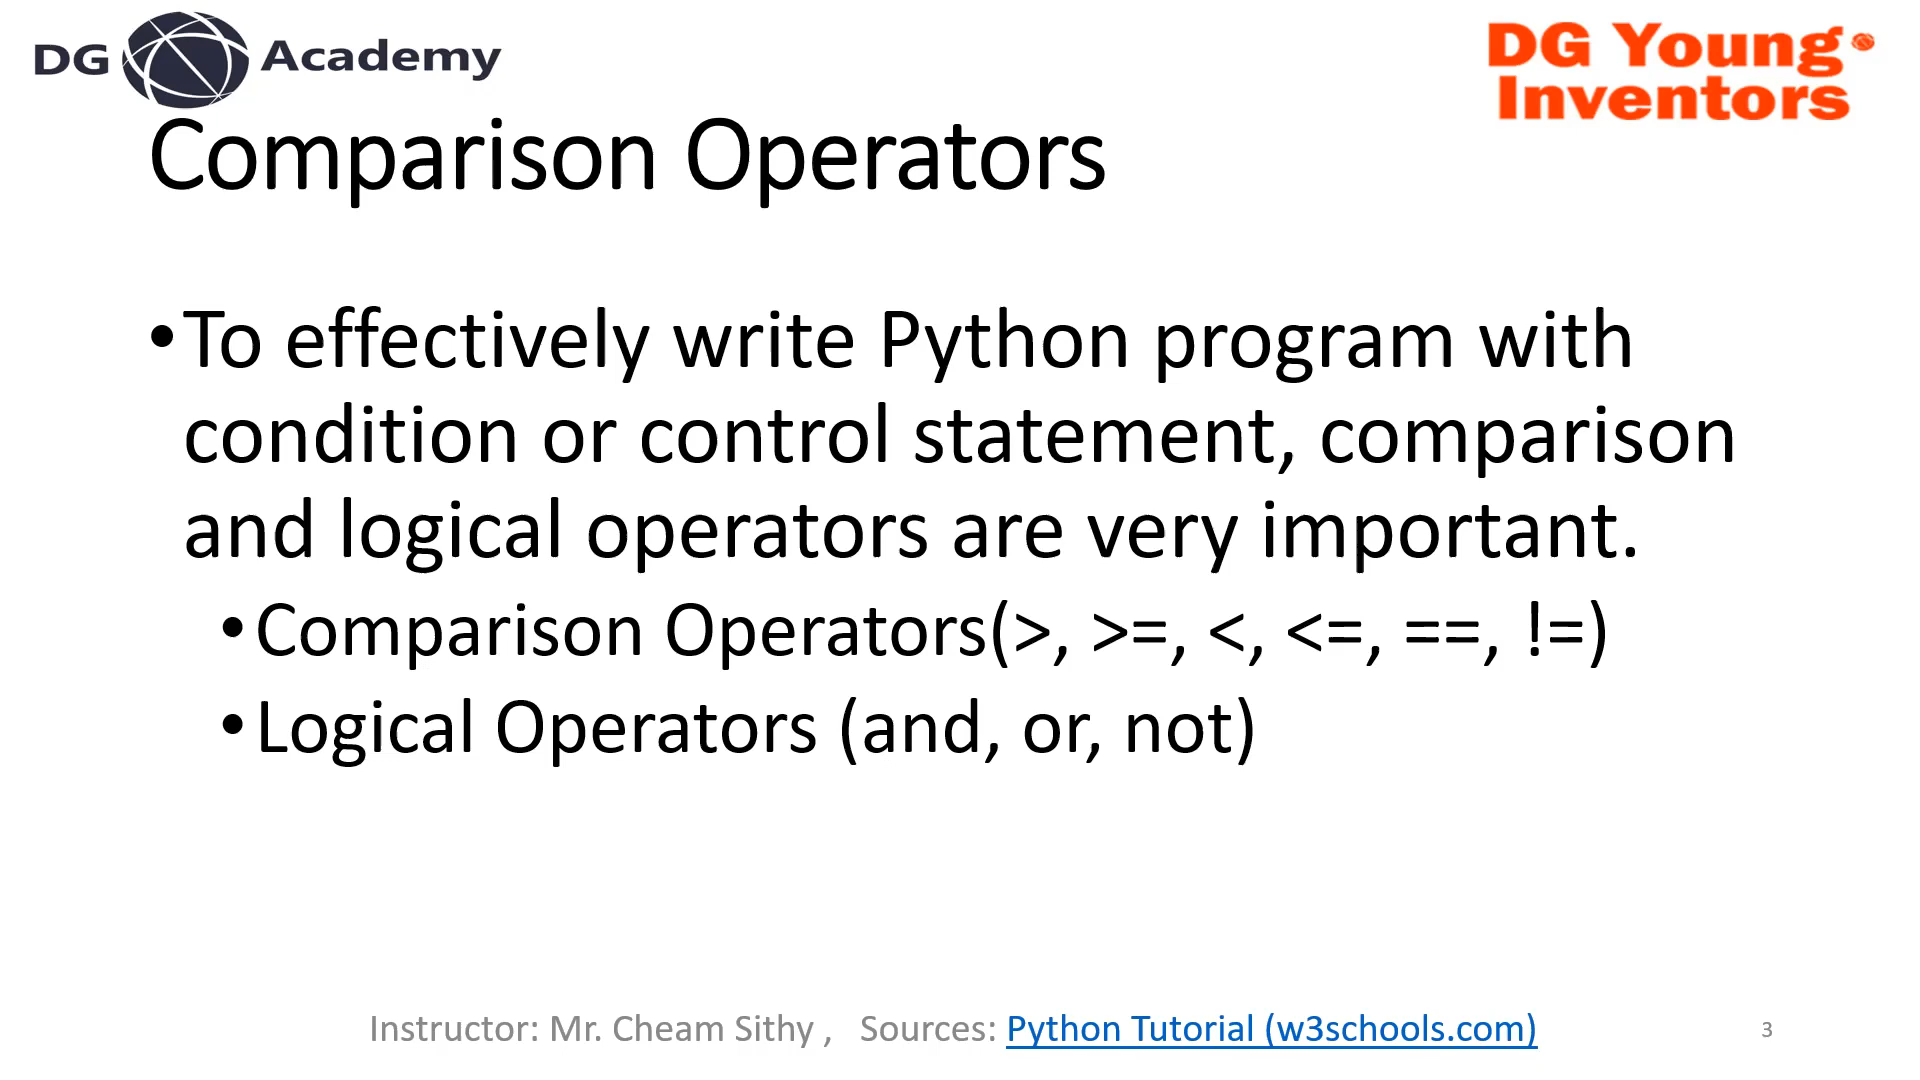 DG Academy
DG Young
Inventors
Comparison Operators
•To effectively write Python program with
condition or control statement, comparison
and logical operators are very important.
•Comparison Operators(>, >=, <, <=, ==, !=)
•Logical Operators (and, or, not)
Instructor: Mr. Cheam Sithy ,   Sources: Python Tutorial (w3schools.com)
3